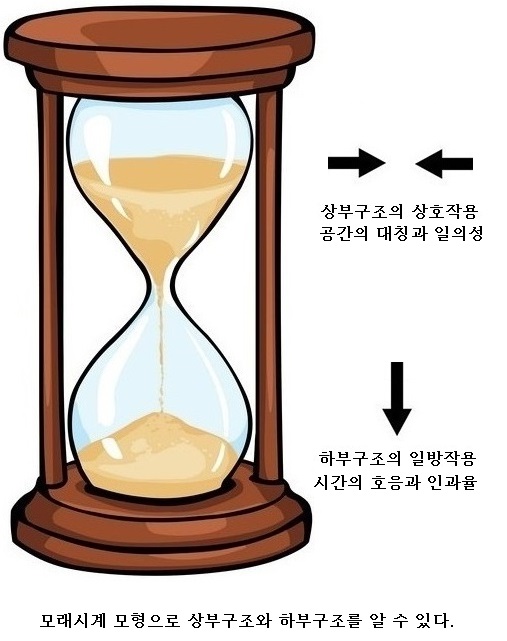 상부구조의 상호작용
공간의 대칭과 일의성
하부구조의 일방작용
시간의 호응과 인과율
모래시계 모형으로 상부구조와 하부구조를 알 수 있다.